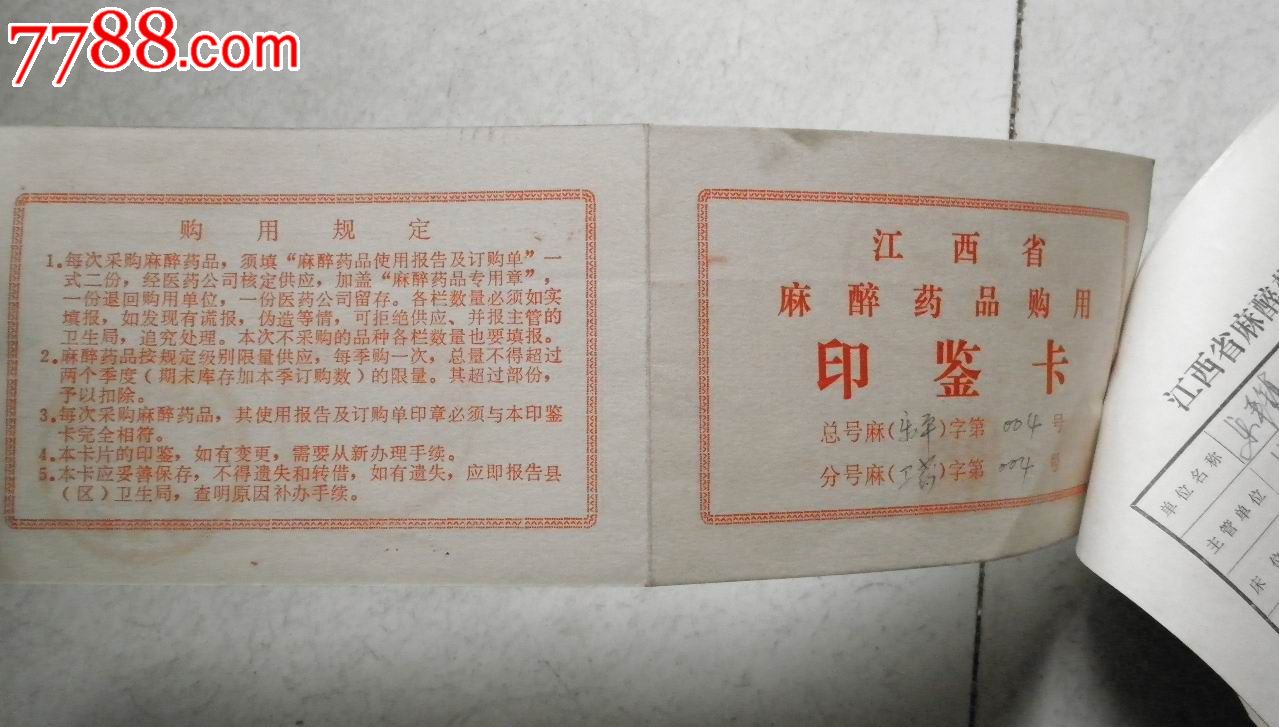 7788.com
购用规定
1.每次采购麻醉药品，须填“麻醉药品使用报告及订购单”一
式二份，经医药公司核定供应，加盖“麻醉药品专用章”，
一份退回购用单位，一份医药公司留存。各栏数量必须如实
填报，如发现有谎报，伪造等情，可拒绝供应、并报主管的
卫生局，追究处理。本次不采购的品种各栏数量也要填报。
2.麻醉药品按规定级别限量供应，每季购一次，总量不得超过
两个季度（期末库存加本季订购数）的限量。其超过部份，
予以扣除。
3.每次采购麻醉药品，其使用报告及订购单印章必须与本印鉴
卡完全相符。
4.本卡片的印鉴，如有变更，需要从新办理手续。
5.本卡应妥善保存，不得遗失和转借，如有遗失，应即报告县
（区）卫生局，查明原因补办手续。
江西省
麻醉药品购用
印鉴卡
总号麻(乐平)字第 004 号
分号麻(工药)字第 004 号
江西省麻醉
单位名称
主管单位
床位